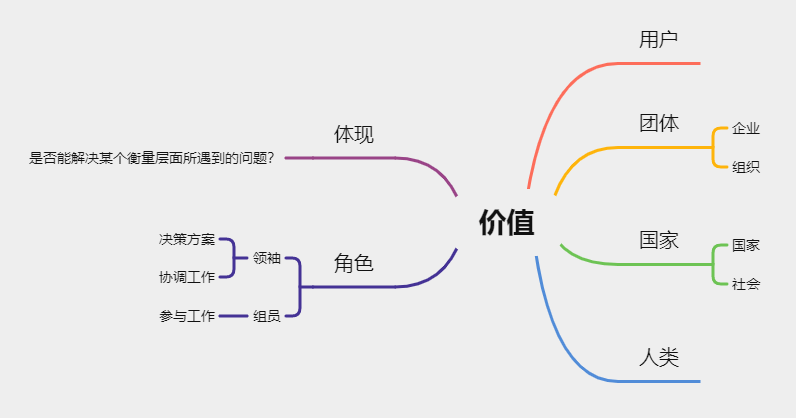 价值
用户
团体
企业
组织
国家
国家
社会
人类
体现
是否能解决某个衡量层面所遇到的问题?
角色
领袖
决策方案
协调工作
组员
参与工作